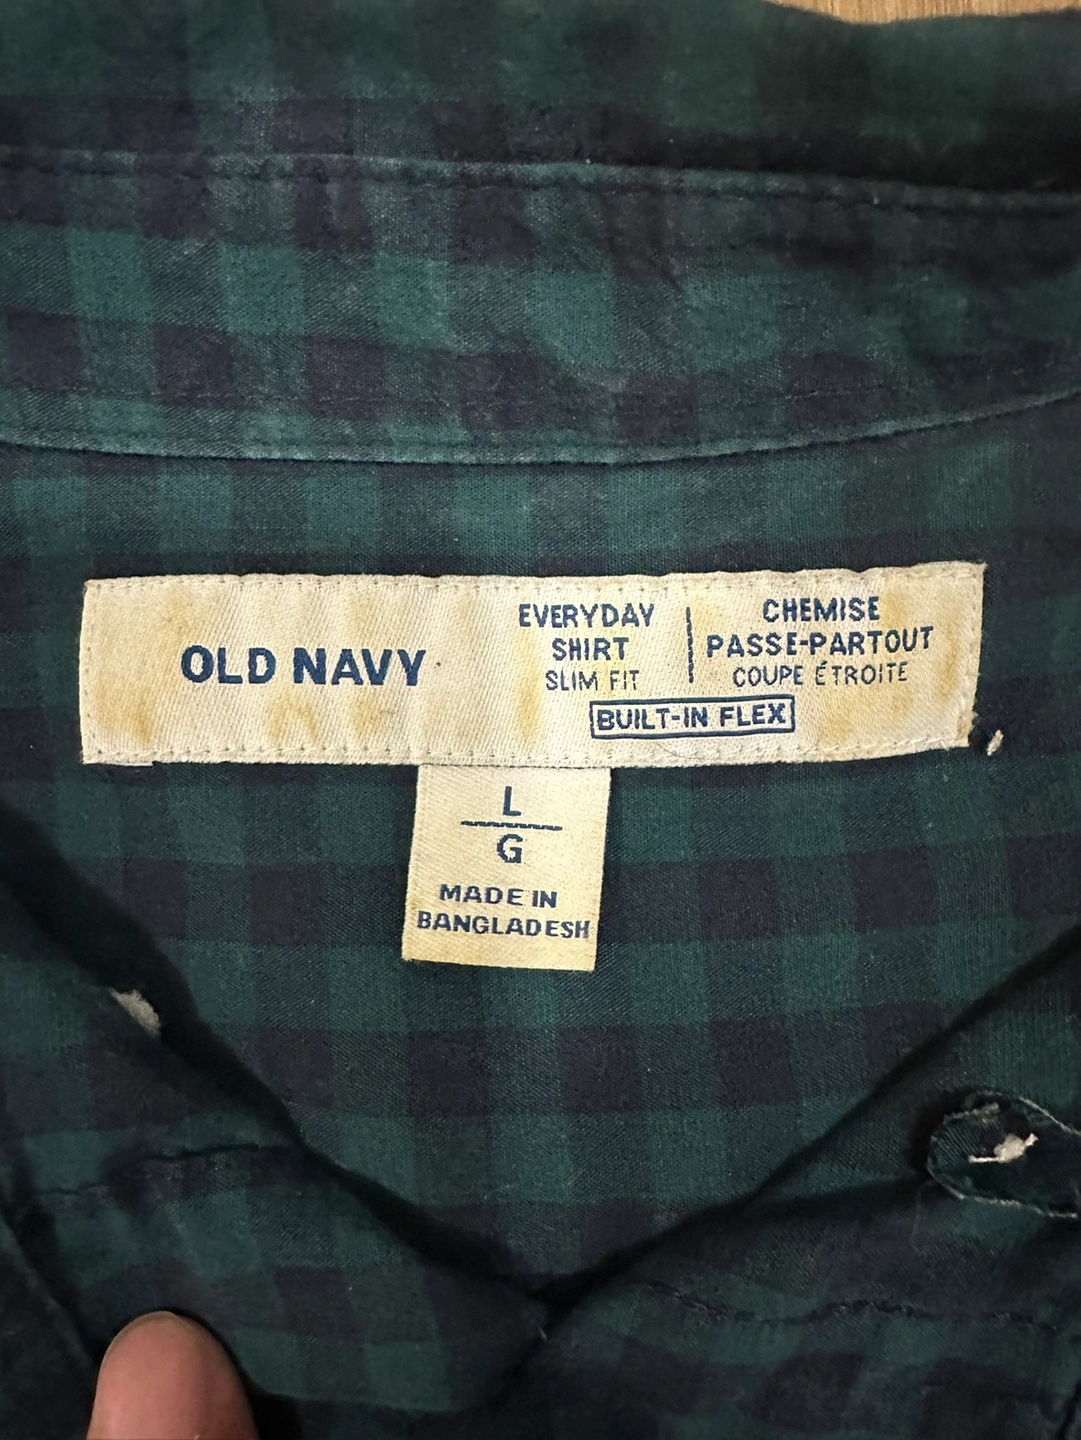 OLD NAVY
EVERYDAY
SHIRT
SLIM FIT
CHEMISE
PASSE-PARTOUT
COUPE ÉTROITE
BUILT-IN FLEX
L
G
MADE IN
BANGLADESH